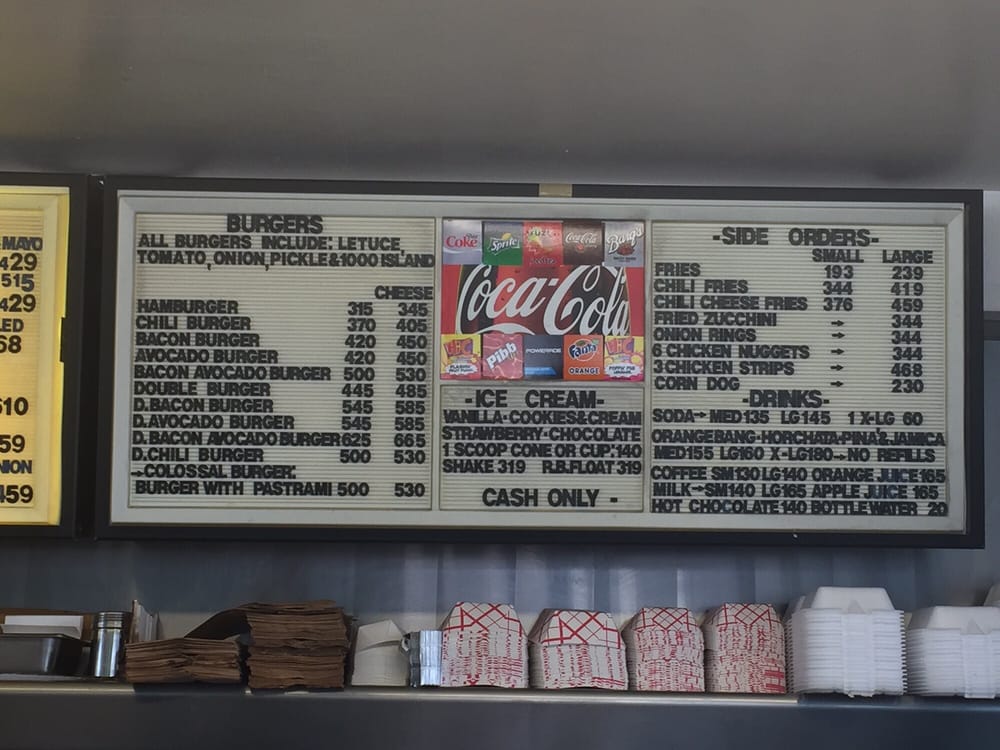 MAYO
429
515
429
LED
68
610
59
NION
459
BURGERS
ALL BURGERS INCLUDE: LETUCE,
TOMATO, ONION, PICKLE & 1000 ISLAND
CHEESE
HAMBURGER 315 345
CHILI BURGER 370 405
BACON BURGER 420 450
AVOCADO BURGER 420 450
BACON AVOCADO BURGER 500 530
DOUBLE BURGER 445 485
D.BACON BURGER 545 585
D.AVOCADO BURGER 545 585
D. BACON AVOCADO BURGER 625 665
D.CHILI BURGER 500 530
→COLOSSAL BURGER:
BURGER WITH PASTRAMI 500 530
Coke Sprite Coca-Cola Barq's
Coca-Cola
Pibb POWERADE Fanta
ORANGE
-ICE CREAM-
VANILLA-COOKIES&CREAM
STRAWBERRY-CHOCOLATE
1 SCOOP CONE OR CUP:140
SHAKE 319 R.B.FLOAT 319
CASH ONLY -
-SIDE ORDERS-
SMALL LARGE
FRIES 193 239
CHILI FRIES 344 419
CHILI CHEESE FRIES 376 459
FRIED ZUCCHINI → 344
ONION RINGS → 344
6 CHICKEN NUGGETS → 344
3 CHICKEN STRIPS → 468
CORN DOG → 230
-DRINKS-
SODA→ MED 135 LG 145 1 X-LG 60
ORANGE BANG-HORCHATA-PINA & JAMICA
MED 155 LG 160 X-LG 180→ NO REFILLS
COFFEE SM 130 LG 140 ORANGE JUICE 165
MILK→SM 140 LG 165 APPLE JUICE 165
HOT CHOCOLATE 140 BOTTLE WATER 20